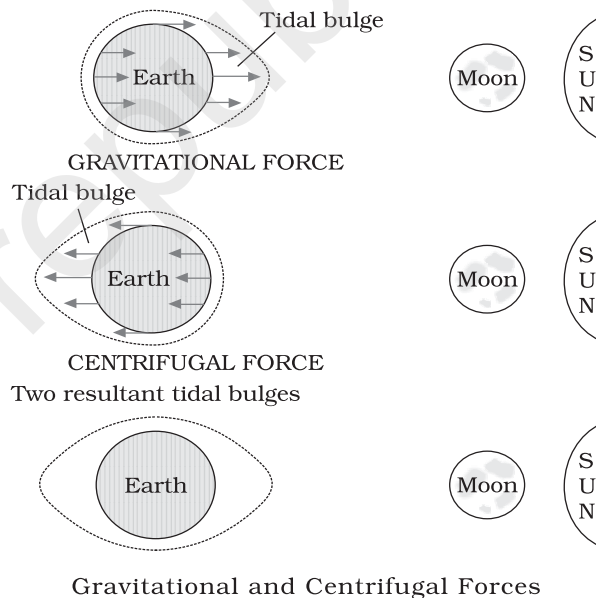 Tidal bulge
Earth
Moon
S
U
N
GRAVITATIONAL FORCE
Tidal bulge
Earth
Moon
S
U
N
CENTRIFUGAL FORCE
Two resultant tidal bulges
Earth
Moon
S
U
N
Gravitational and Centrifugal Forces